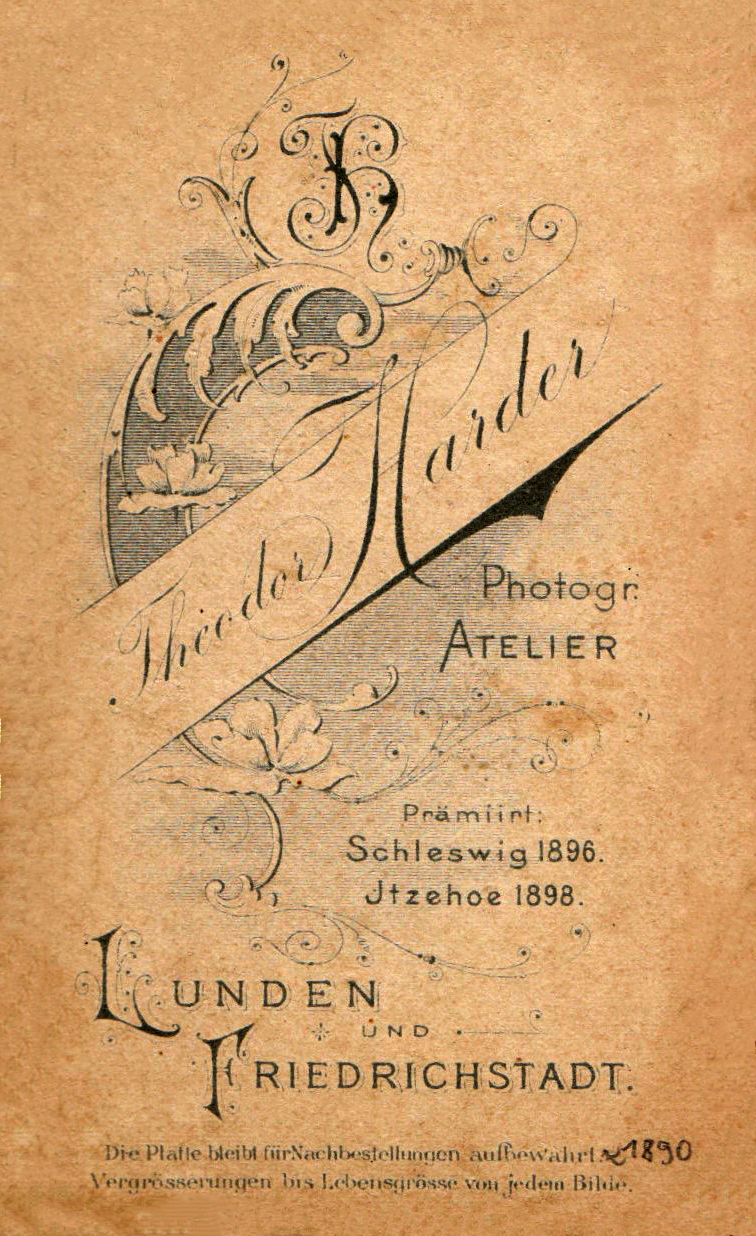 Theodor Harder
Photogr.
ATELIER
Prämiirt:
Schleswig 1896.
Jtzehoe 1898.
LUNDEN
UND
FRIEDRICHSTADT.
Die Platte bleibt für Nachbestellungen aufbewahrt. ~1890
Vergrösserungen bis Lebensgrösse von jedem Bilde.